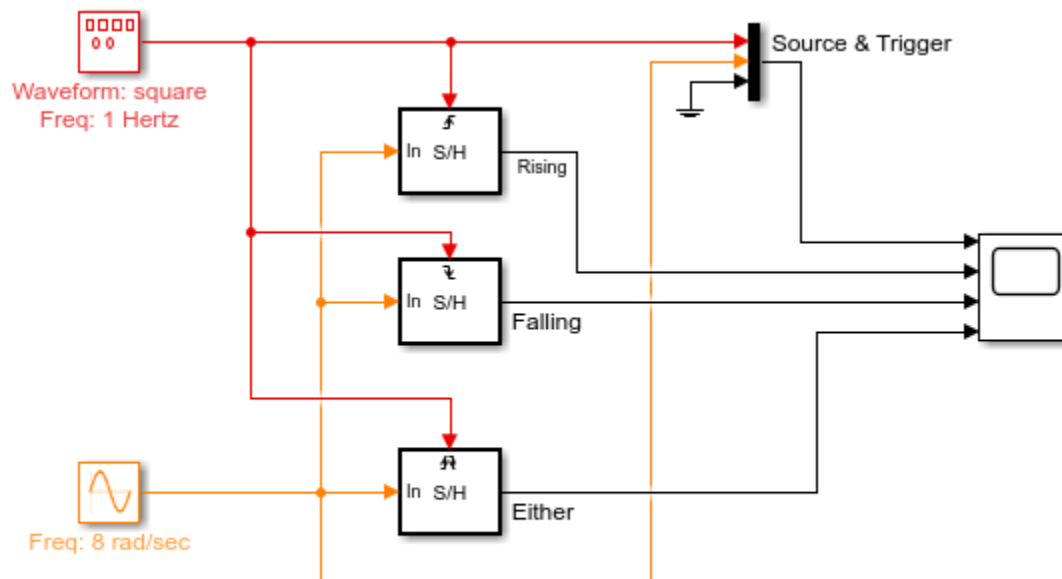 Source & Trigger
Waveform: square
Freq: 1 Hertz
In S/H
Rising
In S/H
Falling
In S/H
Either
Freq: 8 rad/sec